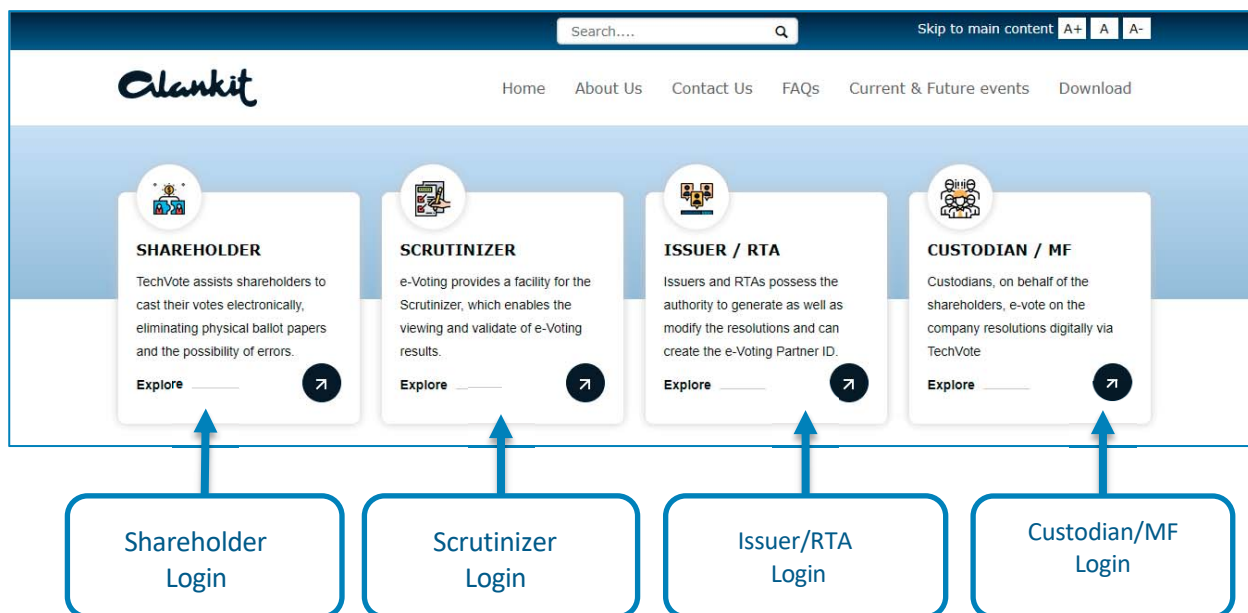 Search....
Skip to main content A+ A A-
Alankit
Home About Us Contact Us FAQs Current & Future events Download
SHAREHOLDER
TechVote assists shareholders to
cast their votes electronically,
eliminating physical ballot papers
and the possibility of errors.
Explore
SCRUTINIZER
e-Voting provides a facility for the
Scrutinizer, which enables the
viewing and validate of e-Voting
results.
Explore
ISSUER / RTA
Issuers and RTAs possess the
authority to generate as well as
modify the resolutions and can
create the e-Voting Partner ID.
Explore
CUSTODIAN / MF
Custodians, on behalf of the
shareholders, e-vote on the
company resolutions digitally via
TechVote
Explore
Shareholder
Login
Scrutinizer
Login
Issuer/RTA
Login
Custodian/MF
Login